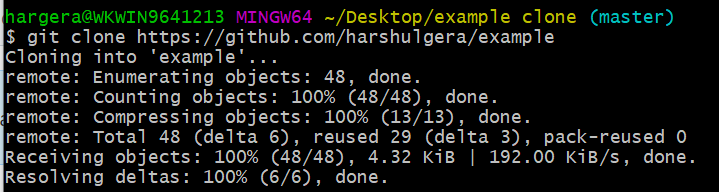 hargera@WKWIN9641213 MINGW64 ~/Desktop/example clone (master)
$ git clone https://github.com/harshulgera/example
Cloning into 'example'...
remote: Enumerating objects: 48, done.
remote: Counting objects: 100% (48/48), done.
remote: Compressing objects: 100% (13/13), done.
remote: Total 48 (delta 6), reused 29 (delta 3), pack-reused 0
Receiving objects: 100% (48/48), 4.32 KiB | 192.00 KiB/s, done.
Resolving deltas: 100% (6/6), done.